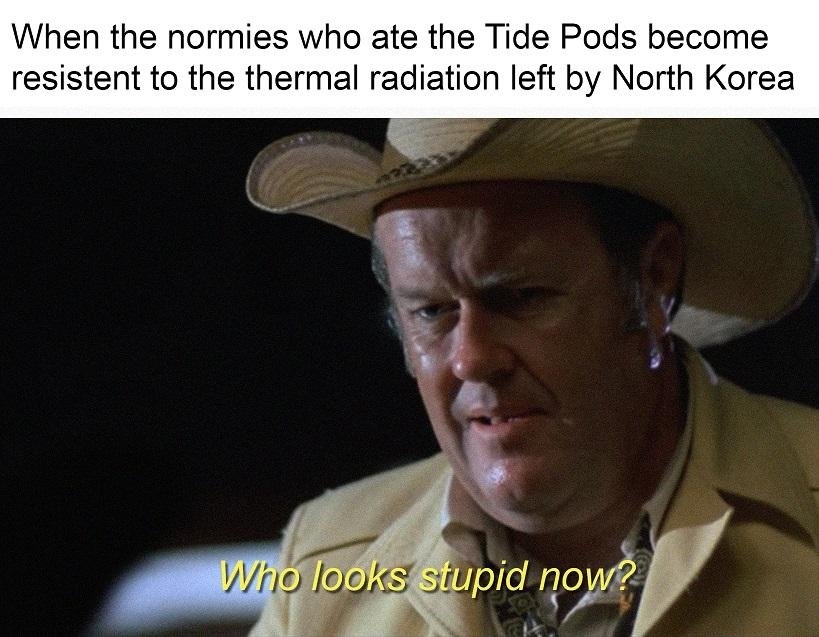 When the normies who ate the Tide Pods become
resistent to the thermal radiation left by North Korea
Who looks stupid now?